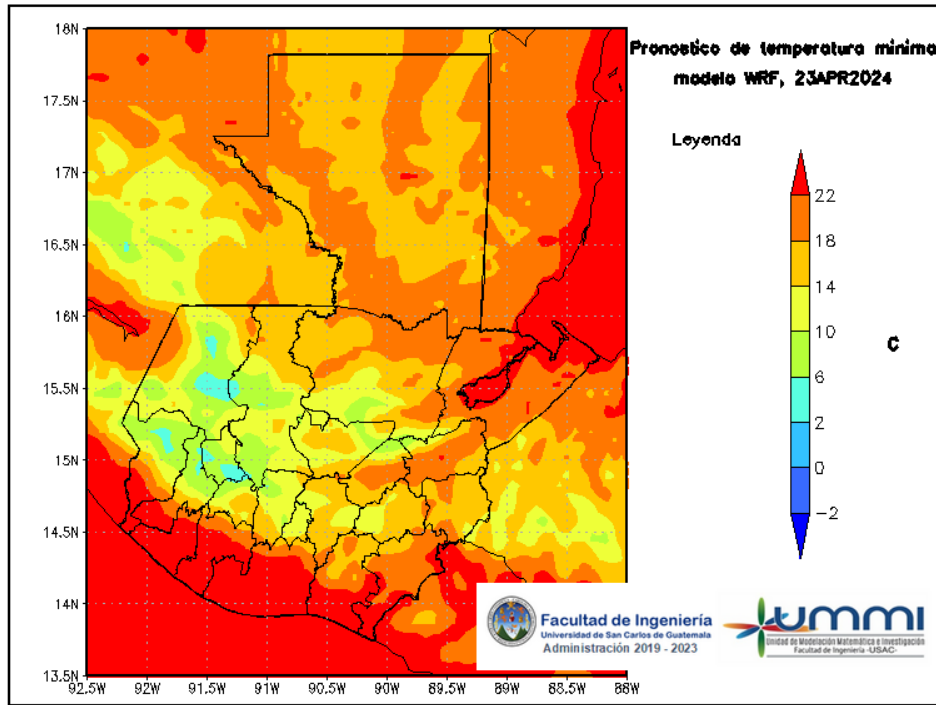 Pronostico de temperatura minima
modelo WRF, 23APR2024
Leyenda
22
18
14
10
6
2
0
-2
C
18N
17.5N
17N
16.5N
16N
15.5N
15N
14.5N
14N
13.5N
92.5W 92W 91.5W 91W 90.5W 90W 89.5W 89W 88.5W 88W
Facultad de Ingeniería
Universidad de San Carlos de Guatemala
Administración 2019 - 2023
ummi
Unidad de Modelación Matemática e Investigación
Facultad de Ingeniería -USAC-